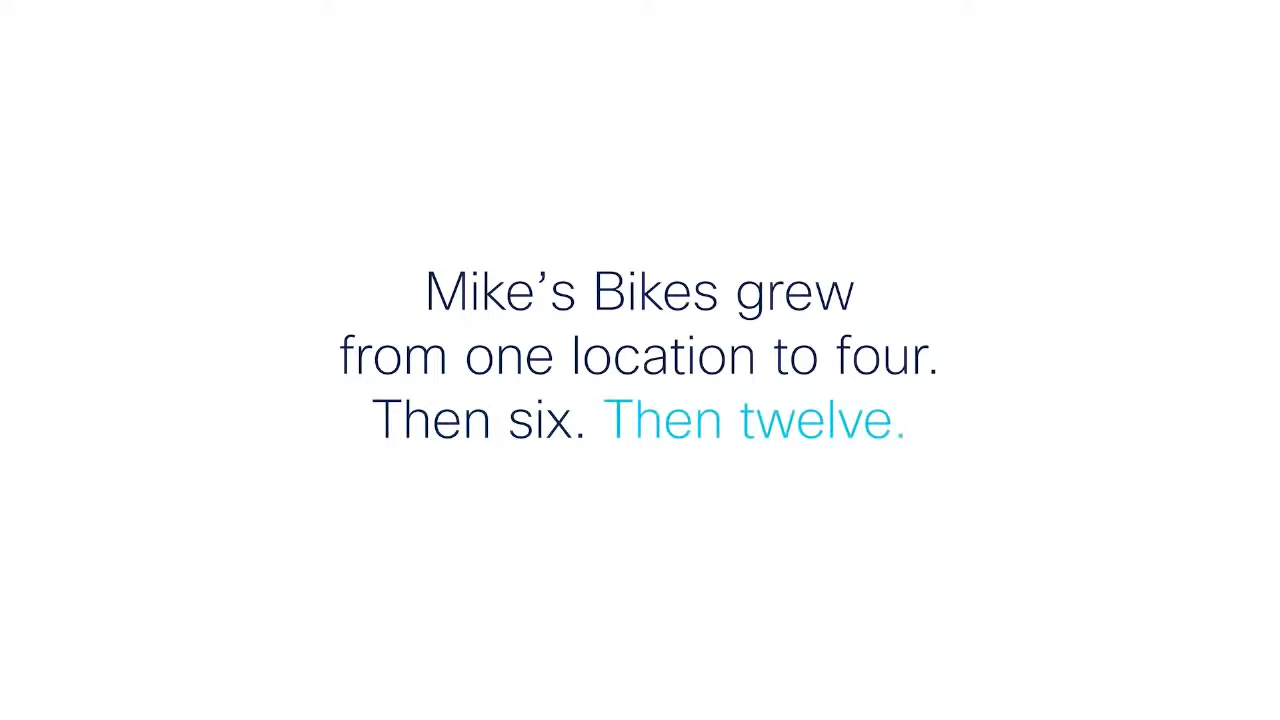 Mike’s Bikes grew
from one location to four.
Then six. Then twelve.